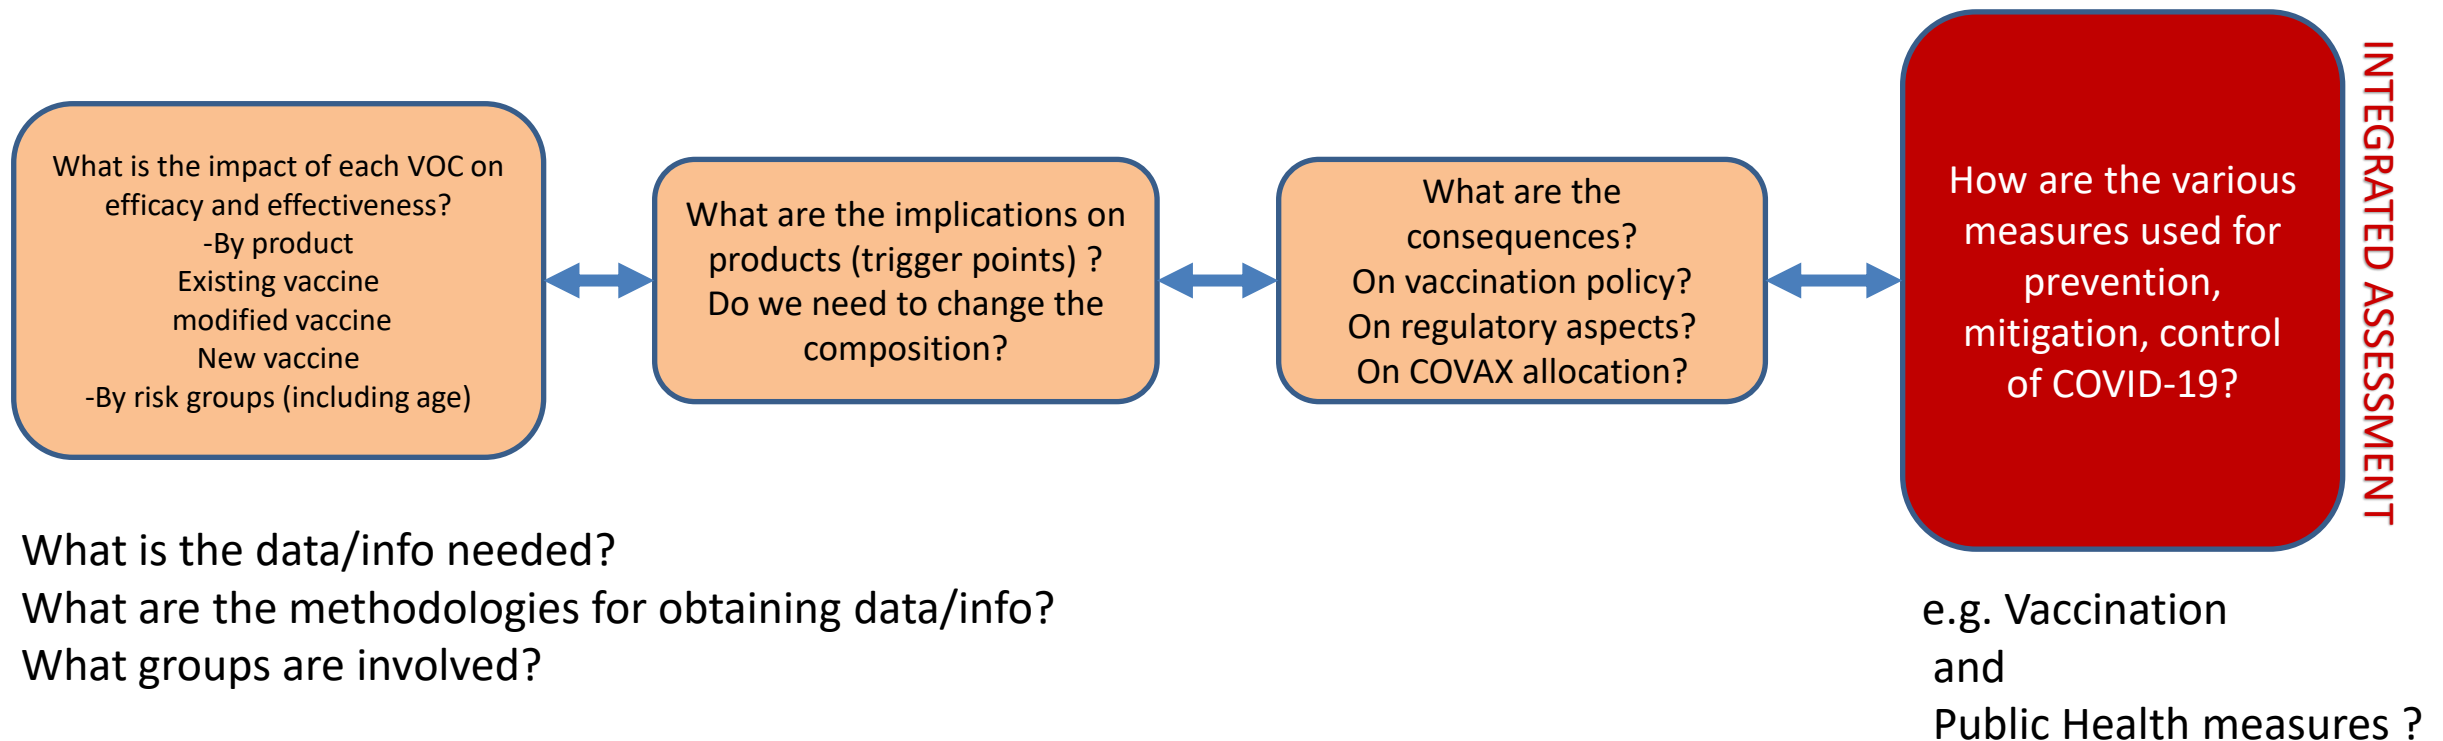 What is the impact of each VOC on
efficacy and effectiveness?
-By product
Existing vaccine
modified vaccine
New vaccine
-By risk groups (including age)
What are the implications on
products (trigger points) ?
Do we need to change the
composition?
What are the
consequences?
On vaccination policy?
On regulatory aspects?
On COVAX allocation?
How are the various
measures used for
prevention,
mitigation, control
of COVID-19?
INTEGRATED ASSESSMENT
What is the data/info needed?
What are the methodologies for obtaining data/info?
What groups are involved?
e.g. Vaccination
and
Public Health measures ?